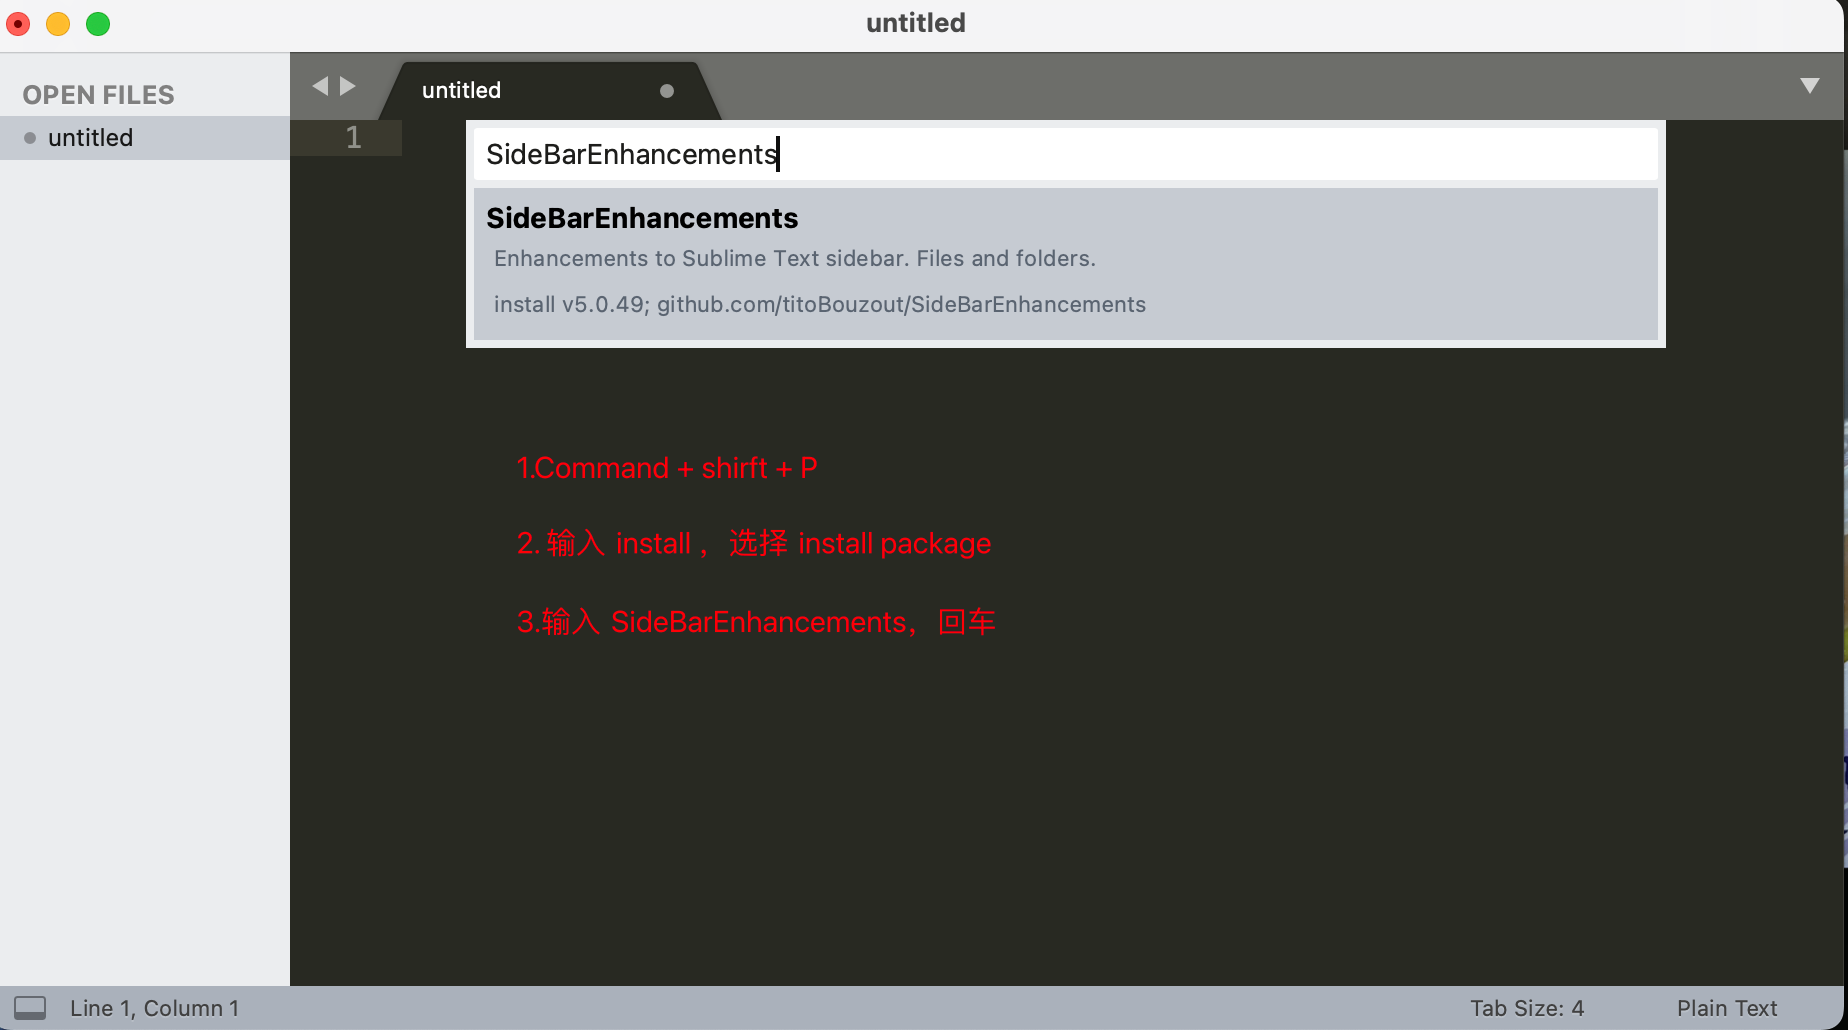 untitled
OPEN FILES
untitled
untitled
1
SideBarEnhancements
SideBarEnhancements
Enhancements to Sublime Text sidebar. Files and folders.
install v5.0.49; github.com/titoBouzout/SideBarEnhancements
1.Command + shirft + P
2. 输入 install ，选择 install package
3.输入 SideBarEnhancements，回车
Line 1, Column 1
Tab Size: 4
Plain Text